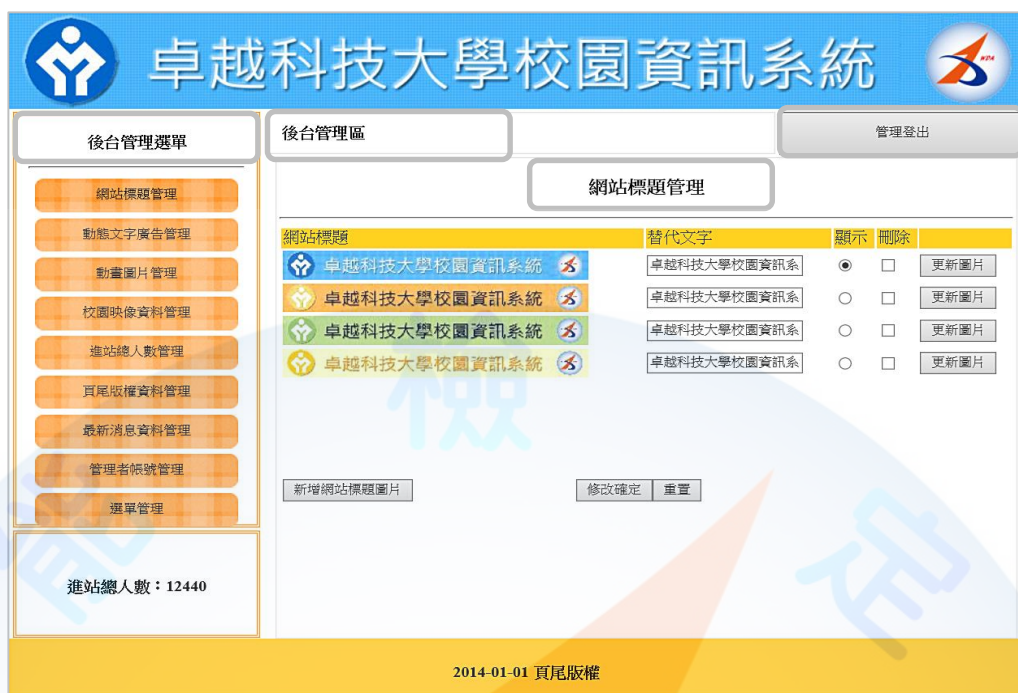 卓越科技大學校園資訊系統
後台管理選單
後台管理區
管理登出
網站標題管理
動態文字廣告管理
動畫圖片管理
校園映像資料管理
進站總人數管理
頁尾版權資料管理
最新消息資料管理
管理者帳號管理
選單管理
進站總人數：12440
網站標題管理
網站標題 替代文字 顯示 刪除
卓越科技大學校園資訊系統 卓越科技大學校園資訊系 更新圖片
卓越科技大學校園資訊系統 卓越科技大學校園資訊系 更新圖片
卓越科技大學校園資訊系統 卓越科技大學校園資訊系 更新圖片
卓越科技大學校園資訊系統 卓越科技大學校園資訊系 更新圖片
新增網站標題圖片 修改確定 重置
2014-01-01 頁尾版權
能檢定